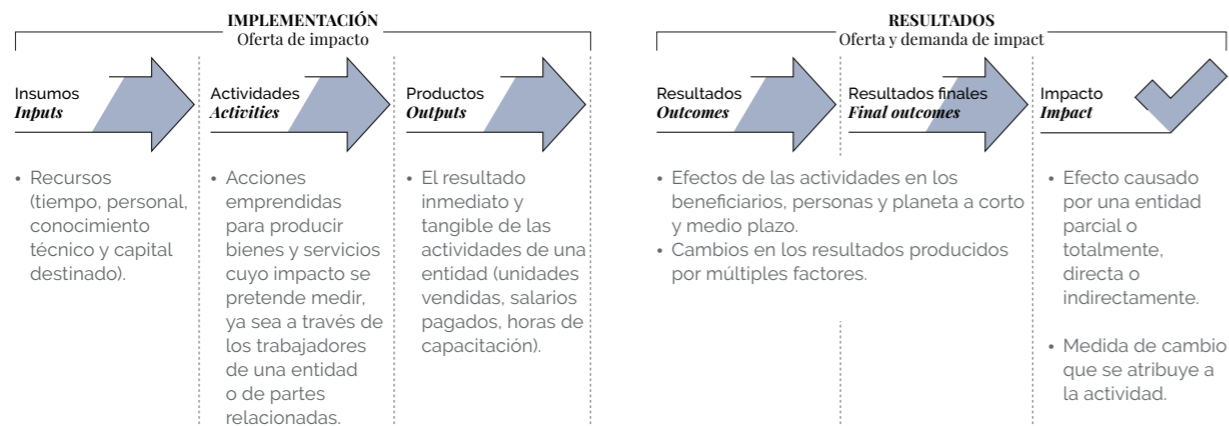 IMPLEMENTACIÓN
Oferta de impacto
Insumos
Inputs
• Recursos
(tiempo, personal,
conocimiento
técnico y capital
destinado).
Actividades
Activities
• Acciones
emprendidas
para producir
bienes y servicios
cuyo impacto se
pretende medir,
ya sea a través de
los trabajadores
de una entidad
o de partes
relacionadas.
Productos
Outputs
• El resultado
inmediato y
tangible de las
actividades de una
entidad (unidades
vendidas, salarios
pagados, horas de
capacitación).
RESULTADOS
Oferta y demanda de impact
Resultados
Outcomes
Resultados finales
Final outcomes
• Efectos de las actividades en los
beneficiarios, personas y planeta a corto
y medio plazo.
• Cambios en los resultados producidos
por múltiples factores.
Impacto
Impact
• Efecto causado
por una entidad
parcial o
totalmente,
directa o
indirectamente.
• Medida de cambio
que se atribuye a
la actividad.